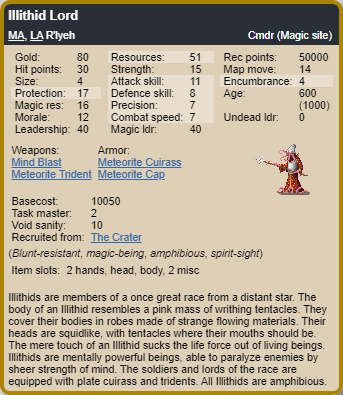 Illithid Lord
MA, LA R'lyeh Cmdr (Magic site)
Gold: 80 Resources: 51 Rec points: 50000
Hit points: 30 Strength: 15 Map move: 14
Size: 4 Attack skill: 11 Encumbrance: 4
Protection: 17 Defence skill: 8 Age: 600
Magic res: 16 Precision: 7 (1000)
Morale: 12 Combat speed: 7 Undead ldr: 0
Leadership: 40 Magic ldr: 40
Weapons: Armor:
Mind Blast Meteorite Cuirass
Meteorite Trident Meteorite Cap
Basecost: 10050
Task master: 2
Void sanity: 10
Recruited from: The Crater
(Blunt-resistant, magic-being, amphibious, spirit-sight)
Item slots: 2 hands, head, body, 2 misc
Illithids are members of a once great race from a distant star. The
body of an Illithid resembles a pink mass of writhing tentacles. They
cover their bodies in robes made of strange flowing materials. Their
heads are squidlike, with tentacles where their mouths should be.
The mere touch of an Illithid sucks the life force out of living beings.
Illithids are mentally powerful beings, able to paralyze enemies by
sheer strength of mind. The soldiers and lords of the race are
equipped with plate cuirass and tridents. All Illithids are amphibious.